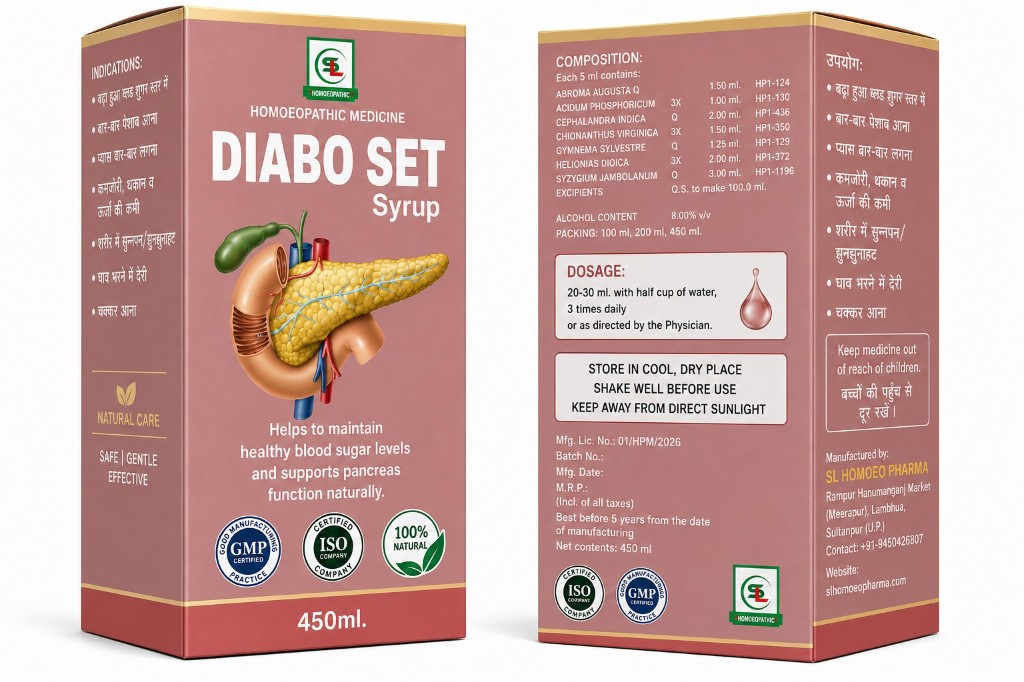 INDICATIONS:
• बढ़ा हुआ ब्लड शुगर स्तर में
• बार-बार पेशाब आना
• प्यास बार-बार लगना
• कमजोरी, थकान व
ऊर्जा की कमी
• शरीर में सुन्नपन/झुनझुनाहट
• घाव भरने में देरी
• चक्कर आना
NATURAL CARE
SAFE | GENTLE
EFFECTIVE
SL
HOMOEOPATHIC
HOMOEOPATHIC MEDICINE
DIABO SET
Syrup
Helps to maintain
healthy blood sugar levels
and supports pancreas
function naturally.
GOOD MANUFACTURING
GMP
CERTIFIED
PRACTICE
CERTIFIED
ISO
COMPANY
COMPANY
100%
NATURAL
450ml.
COMPOSITION:
Each 5 ml contains:
ABROMA AUGUSTA Q 1.50 ml. HP1-124
ACIDUM PHOSPHORICUM 3X 1.00 ml. HP1-130
CEPHALANDRA INDICA Q 2.00 ml. HP1-436
CHIONANTHUS VIRGINICA 3X 1.50 ml. HP1-350
GYMNEMA SYLVESTRE Q 1.25 ml. HP1-129
HELIONIAS DIOICA 3X 2.00 ml. HP1-372
SYZYGIUM JAMBOLANUM Q 3.00 ml. HP1-1196
EXCIPIENTS Q.S. to make 100.0 ml.
ALCOHOL CONTENT 8.00% v/v
PACKING: 100 ml, 200 ml, 450 ml.
DOSAGE:
20-30 ml. with half cup of water,
3 times daily
or as directed by the Physician.
STORE IN COOL, DRY PLACE
SHAKE WELL BEFORE USE
KEEP AWAY FROM DIRECT SUNLIGHT
Mfg. Lic. No.: 01/HPM/2026
Batch No.:
Mfg. Date:
M.R.P.:
(Incl. of all taxes)
Best before 5 years from the date
of manufacturing
Net contents: 450 ml
CERTIFIED
ISO
COMPANY
COMPANY
GOOD MANUFACTURING
GMP
CERTIFIED
PRACTICE
SL
HOMOEOPATHIC
उपयोग:
• बढ़ा हुआ ब्लड शुगर स्तर में
• बार-बार पेशाब आना
• प्यास बार-बार लगना
• कमजोरी, थकान व
ऊर्जा की कमी
• शरीर में सुन्नपन/
झुनझुनाहट
• घाव भरने में देरी
• चक्कर आना
Keep medicine out
of reach of children.
बच्चों की पहुँच से
दूर रखें।
Manufactured by:
SL HOMOEO PHARMA
Rampur Hanumanganj Market
(Meerapur), Lambhua,
Sultanpur (U.P.)
Contact: +91-9450426807
Website:
slhomoeopharma.com